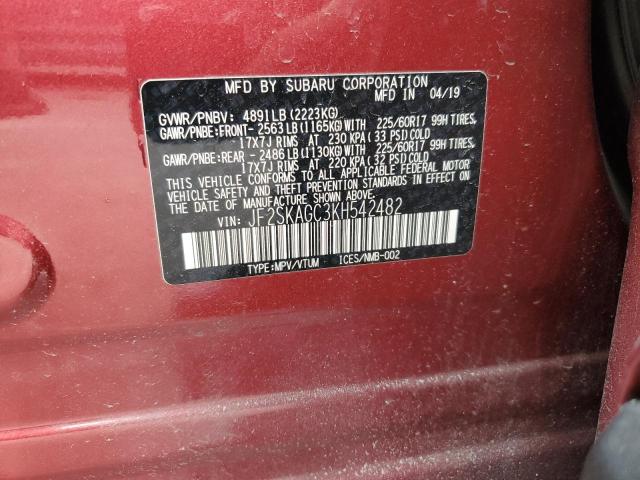 MFD BY SUBARU CORPORATION
MFD IN 04/19
GVWR/PNBV: 4891LB (2223KG)
GAWR/PNBE:FRONT- 2563LB(1165KG)WITH 225/60R17 99H TIRES,
17X7J RIMS AT 230 KPA(33 PSI)COLD
GAWR/PNBE:REAR - 2486LB(1130KG)WITH 225/60R17 99H TIRES,
17X7J RIMS AT 220 KPA(32 PSI)COLD
THIS VEHICLE CONFORMS TO ALL APPLICABLE FEDERAL MOTOR
VEHICLE SAFETY, BUMPER, AND THEFT PREVENTION STANDARDS
IN EFFECT ON THE DATE OF MANUFACTURE SHOWN ABOVE.
VIN: JF2SKAGC3KH542482
TYPE:MPV/VTUM ICES/NMB-002